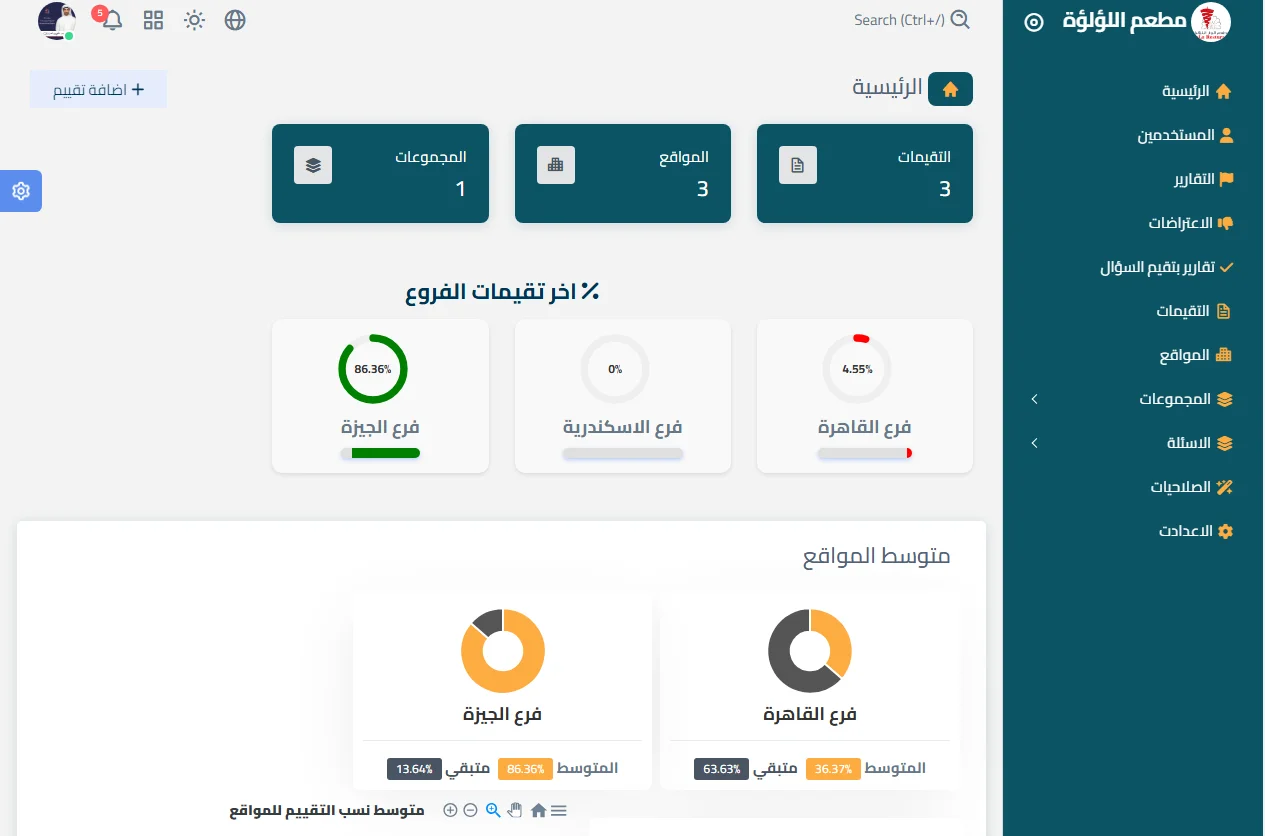 مطعم اللؤلؤة
Search (Ctrl+/)
5
الرئيسية
المستخدمين
التقارير
الاعتراضات
تقارير بتقيم السؤال
التقيمات
المواقع
المجموعات
الاسئلة
الصلاحيات
الاعدادت
الرئيسية
+ اضافة تقييم
التقيمات
3
المواقع
3
المجموعات
1
اخر تقيمات الفروع
4.55%
فرع القاهرة
0%
فرع الاسكندرية
86.36%
فرع الجيزة
متوسط المواقع
فرع القاهرة
المتوسط 36.37% متبقي 63.63%
فرع الجيزة
المتوسط 86.36% متبقي 13.64%
متوسط نسب التقييم للمواقع